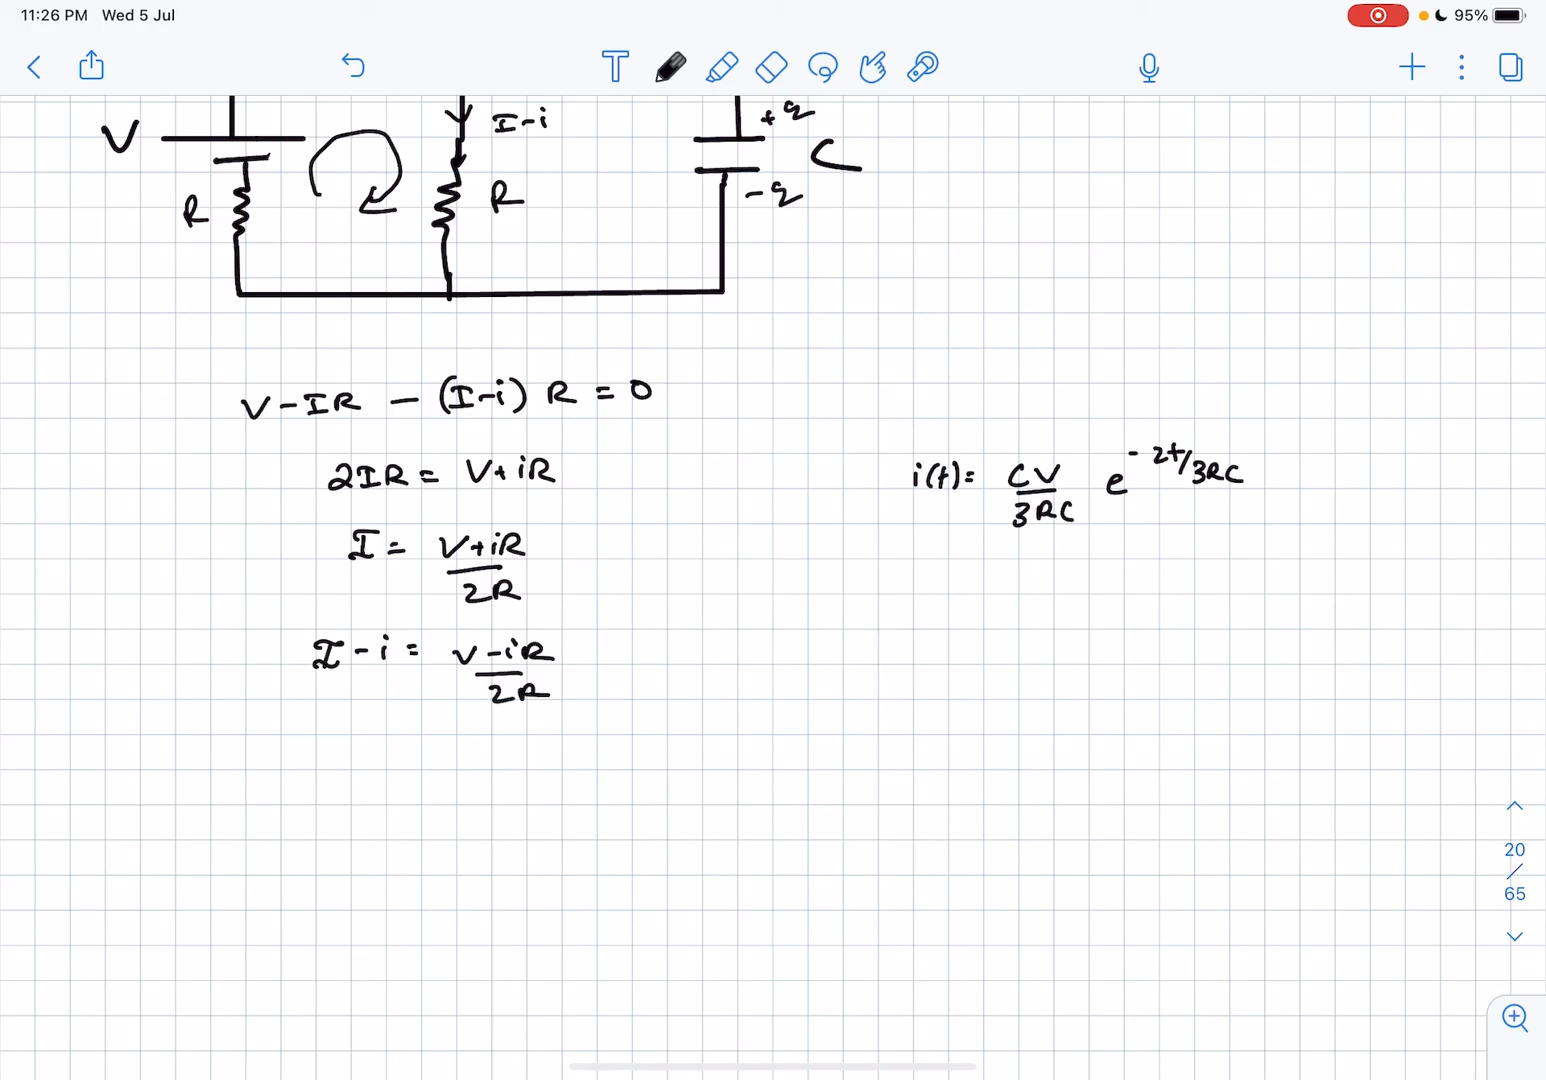 11:26 PM Wed 5 Jul
95%
T
V
I-i
+q
C
-q
R
R
V-IR - (I-i) R = 0
2IR = V+iR
i(t)= CV/3RC e^-2t/3RC
I = V+iR/2R
I-i = V-iR/2R
20
/
65